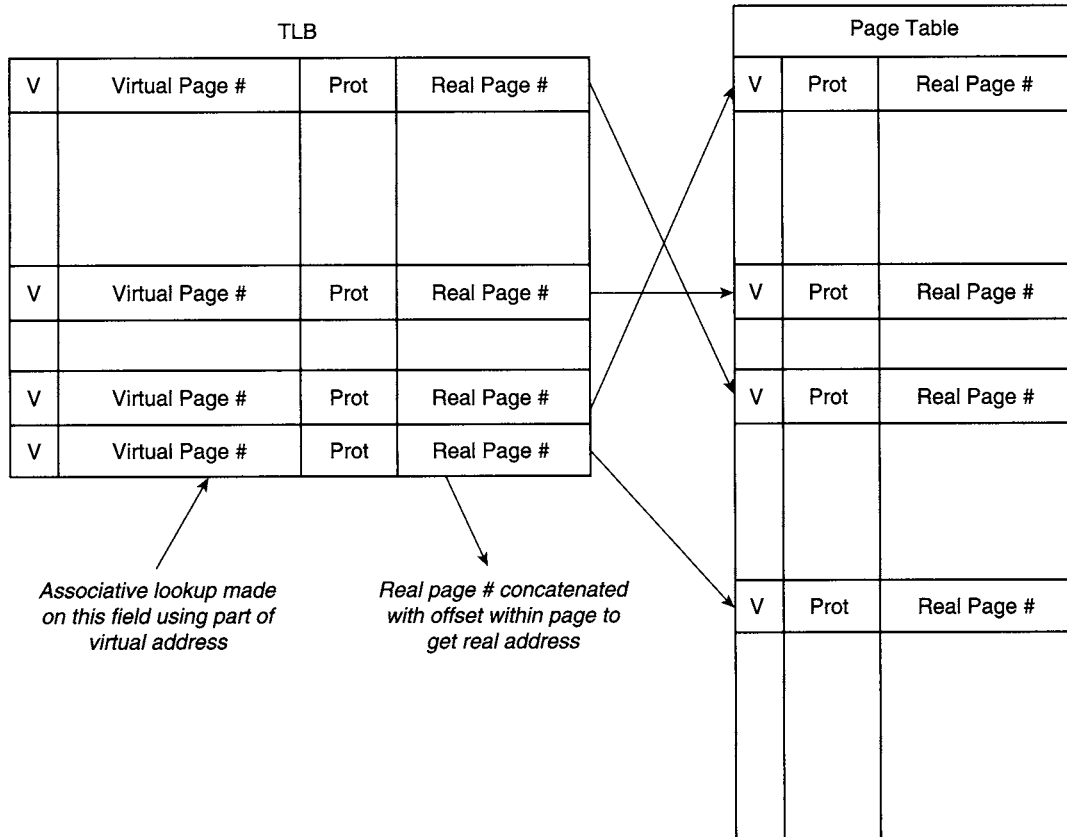 TLB
V Virtual Page # Prot Real Page #
V Virtual Page # Prot Real Page #
V Virtual Page # Prot Real Page #
V Virtual Page # Prot Real Page #
Associative lookup made
on this field using part of
virtual address
Real page # concatenated
with offset within page to
get real address
Page Table
V Prot Real Page #
V Prot Real Page #
V Prot Real Page #
V Prot Real Page #